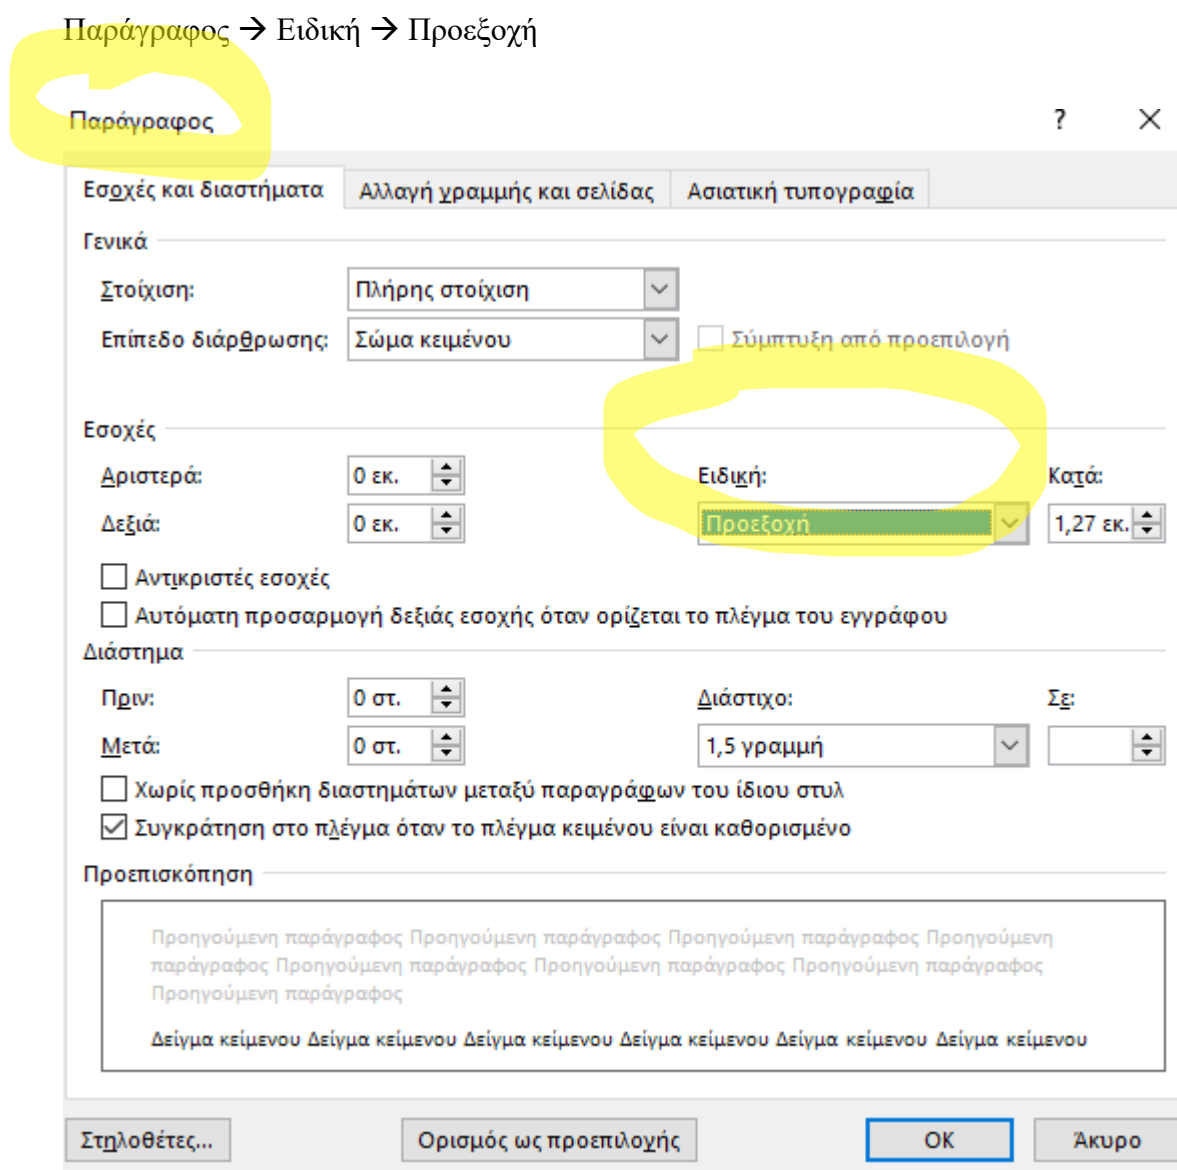 Παράγραφος → Ειδική → Προεξοχή
Παράγραφος ? ×
Εσοχές και διαστήματα Αλλαγή γραμμής και σελίδας Ασιατική τυπογραφία
Γενικά
Στοίχιση: Πλήρης στοίχιση
Επίπεδο διάρθρωσης: Σώμα κειμένου Σύμπτυξη από προεπιλογή
Εσοχές
Αριστερά: 0 εκ. Ειδική: Κατά:
Δεξιά: 0 εκ. Προεξοχή 1,27 εκ.
Αντικριστές εσοχές
Αυτόματη προσαρμογή δεξιάς εσοχής όταν ορίζεται το πλέγμα του εγγράφου
Διάστημα
Πριν: 0 στ. Διάστιχο: Σε:
Μετά: 0 στ. 1,5 γραμμή
Χωρίς προσθήκη διαστημάτων μεταξύ παραγράφων του ίδιου στυλ
Συγκράτηση στο πλέγμα όταν το πλέγμα κειμένου είναι καθορισμένο
Προεπισκόπηση
Προηγούμενη παράγραφος Προηγούμενη παράγραφος Προηγούμενη παράγραφος Προηγούμενη
παράγραφος Προηγούμενη παράγραφος Προηγούμενη παράγραφος Προηγούμενη παράγραφος
Προηγούμενη παράγραφος
Δείγμα κείμενου Δείγμα κείμενου Δείγμα κείμενου Δείγμα κείμενου Δείγμα κείμενου Δείγμα κείμενου
Στηλοθέτες... Ορισμός ως προεπιλογής OK Άκυρο